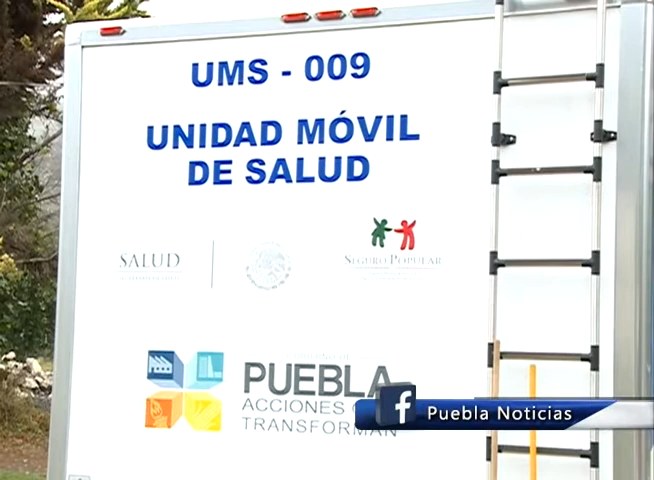 UMS - 009
UNIDAD MÓVIL
DE SALUD
SALUD
SEGURO POPULAR
PUEBLA
ACCIONES
TRANSFORMAN
f Puebla Noticias